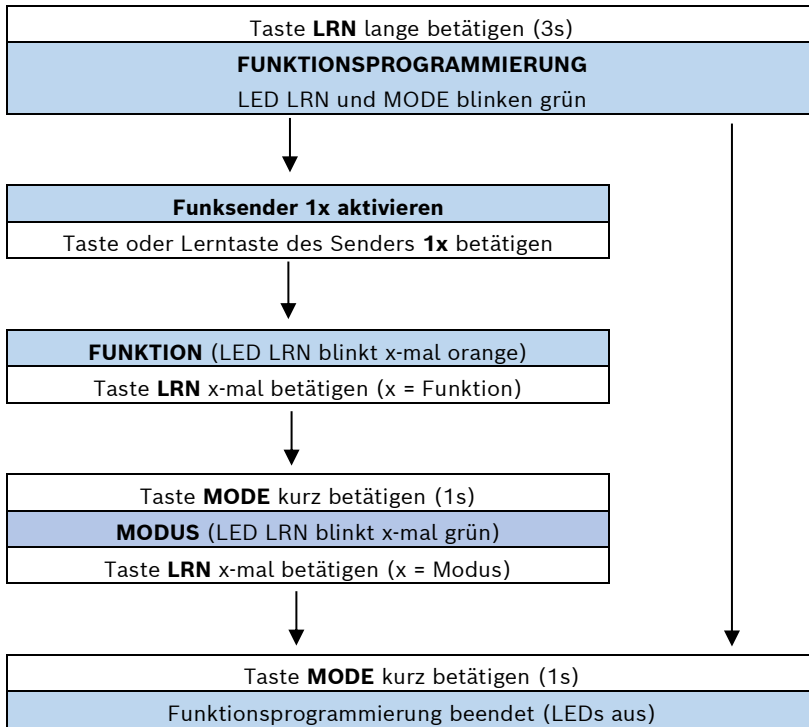 Taste LRN lange betätigen (3s)
FUNKTIONSPROGRAMMIERUNG
LED LRN und MODE blinken grün
Funksender 1x aktivieren
Taste oder Lerntaste des Senders 1x betätigen
FUNKTION (LED LRN blinkt x-mal orange)
Taste LRN x-mal betätigen (x = Funktion)
Taste MODE kurz betätigen (1s)
MODUS (LED LRN blinkt x-mal grün)
Taste LRN x-mal betätigen (x = Modus)
Taste MODE kurz betätigen (1s)
Funktionsprogrammierung beendet (LEDs aus)